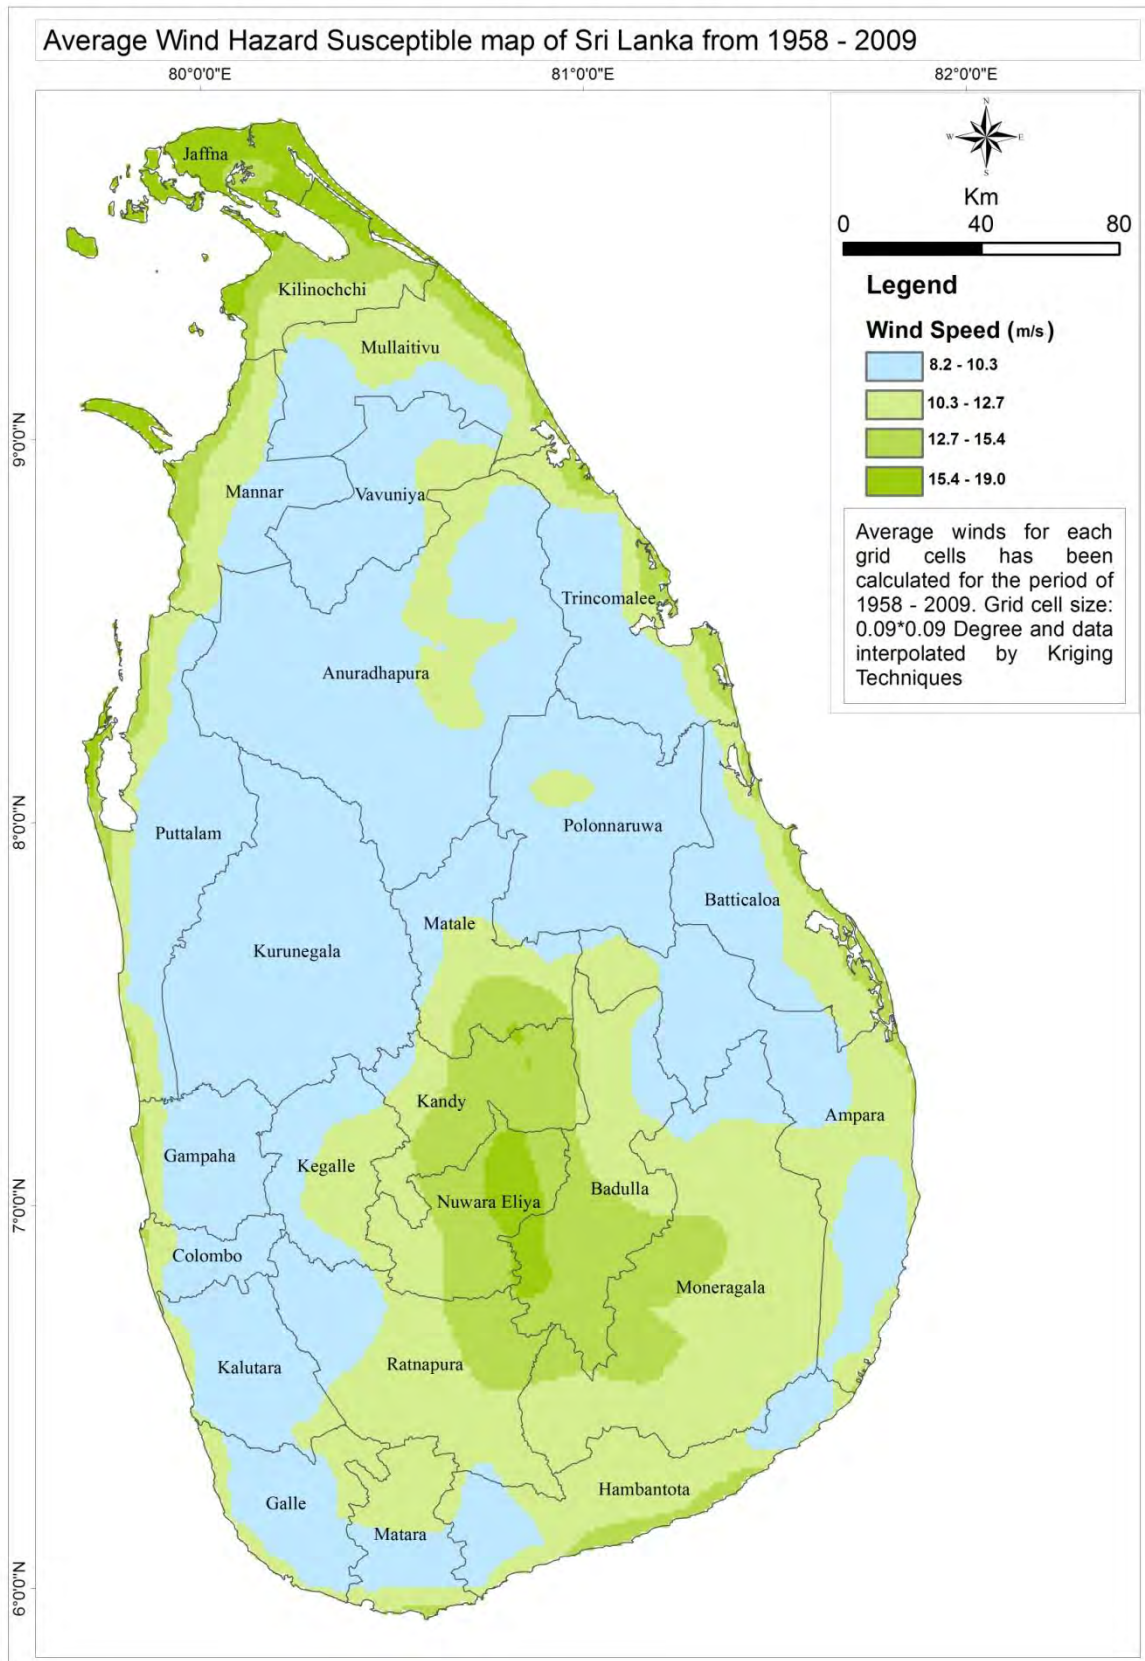 Average Wind Hazard Susceptible map of Sri Lanka from 1958 - 2009
80°0'0"E
81°0'0"E
82°0'0"E
N
W
E
S
Km
0
40
80
Legend
Wind Speed (m/s)
8.2 - 10.3
10.3 - 12.7
12.7 - 15.4
15.4 - 19.0
Average winds for each
grid cells has been
calculated for the period of
1958 - 2009. Grid cell size:
0.09*0.09 Degree and data
interpolated by Kriging
Techniques
Jaffna
Kilinochchi
Mullaitivu
9°0'0"N
Mannar
Vavuniya
Trincomalee
Anuradhapura
8°0'0"N
Puttalam
Polonnaruwa
Batticaloa
Matale
Kurunegala
Kandy
Ampara
Gampaha
Kegalle
7°0'0"N
Nuwara Eliya
Badulla
Colombo
Moneragala
Kalutara
Ratnapura
Hambantota
Galle
Matara
6°0'0"N